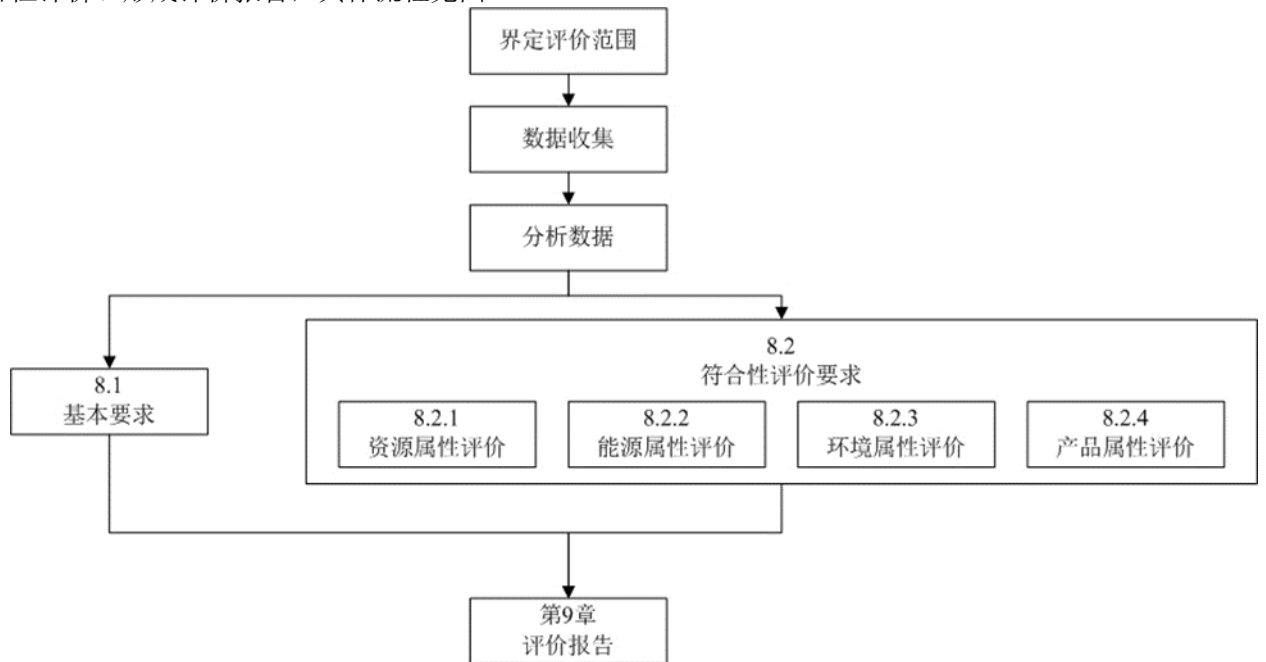 界定评价范围
数据收集
分析数据
8.1
基本要求
8.2
符合性评价要求
8.2.1
资源属性评价
8.2.2
能源属性评价
8.2.3
环境属性评价
8.2.4
产品属性评价
第9章
评价报告